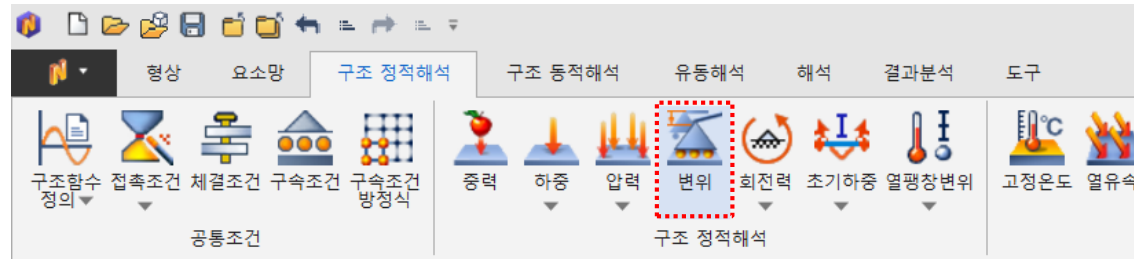 형상 요소망 구조 정적해석 구조 동적해석 유동해석 해석 결과분석 도구
구조함수 정의 접촉조건 체결조건 구속조건 구속조건 방정식 중력 하중 압력 변위 회전력 초기하중 열팽창변위 °C 고정온도 열유속
공통조건 구조 정적해석